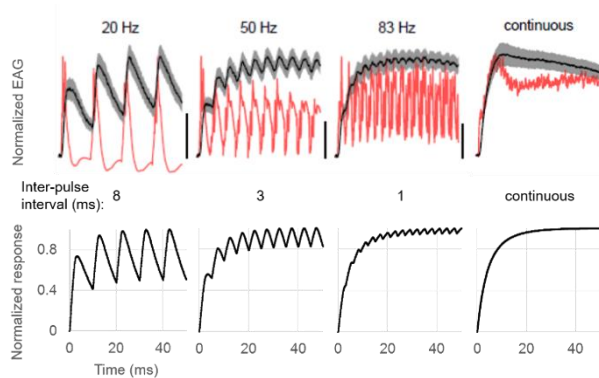 20 Hz 50 Hz 83 Hz continuous
Normalized EAG
Inter-pulse
interval (ms): 8 3 1 continuous
Normalized response
0.8
0.4
0
0 20 40 0 20 40 0 20 40 0 20 40
Time (ms)